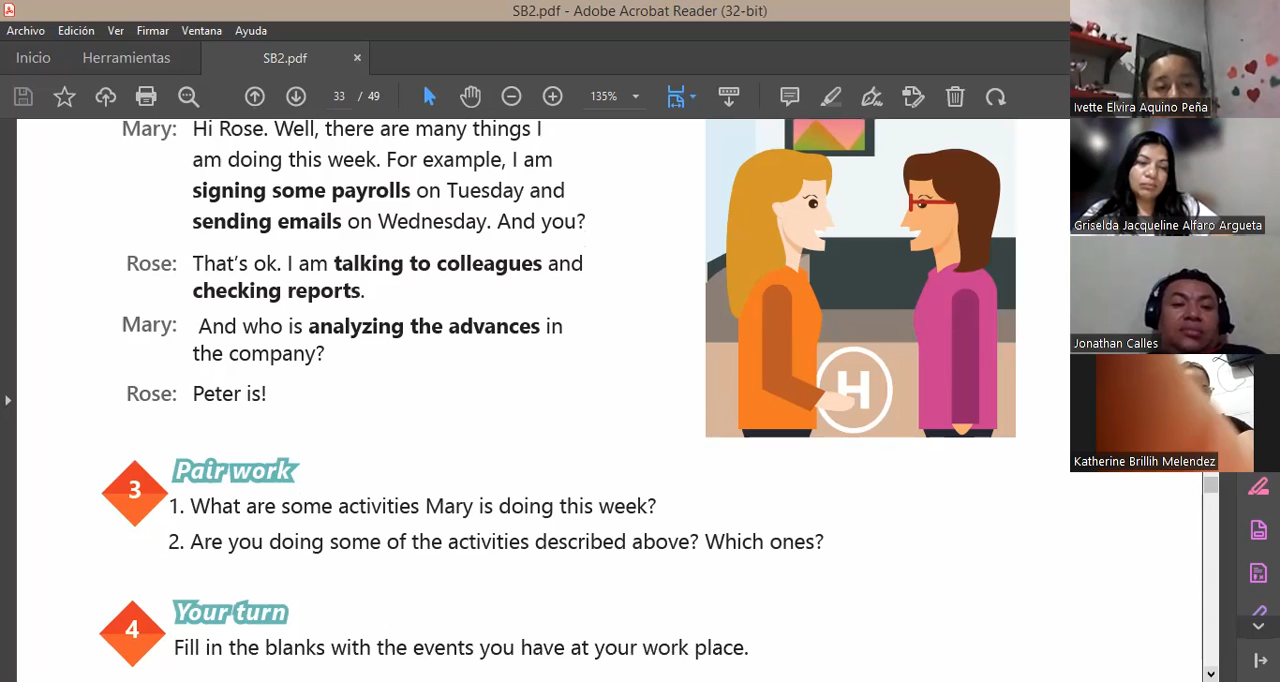 SB2.pdf - Adobe Acrobat Reader (32-bit)
Archivo Edición Ver Firmar Ventana Ayuda
Inicio Herramientas SB2.pdf ×
33 / 49 135%
Mary: Hi Rose. Well, there are many things I
am doing this week. For example, I am
signing some payrolls on Tuesday and
sending emails on Wednesday. And you?
Rose: That's ok. I am talking to colleagues and
checking reports.
Mary: And who is analyzing the advances in
the company?
Rose: Peter is!
H
3 Pair work
1. What are some activities Mary is doing this week?
2. Are you doing some of the activities described above? Which ones?
4 Your turn
Fill in the blanks with the events you have at your work place.
Ivette Elvira Aquino Peña
Griselda Jacqueline Alfaro Argueta
Jonathan Calles
Katherine Brillih Melendez